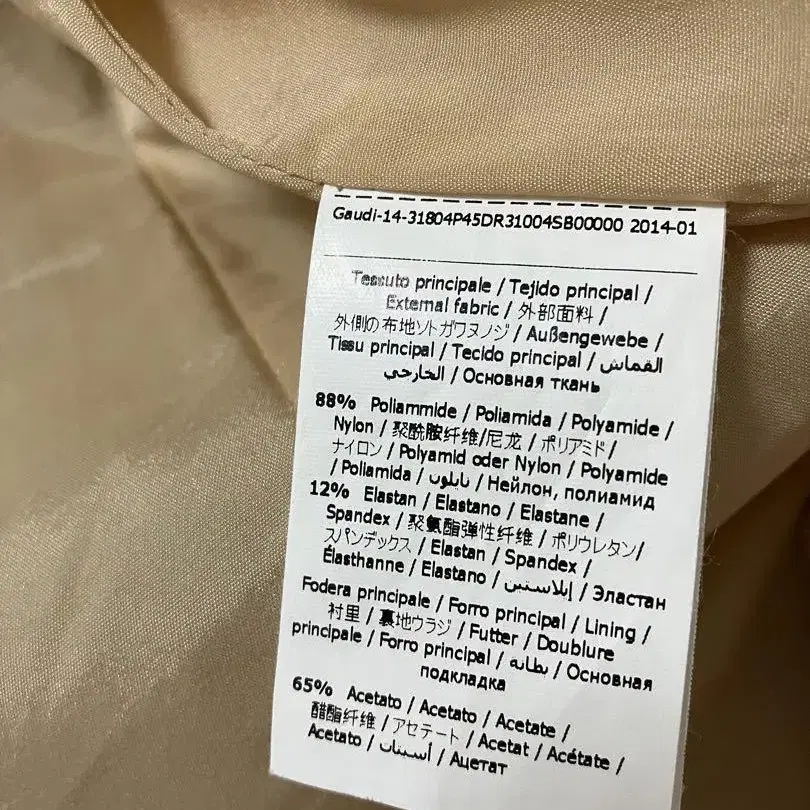 Gaudi-14-31804P45DR31004SB00000 2014-01
Tessuto principale / Tejido principal /
External fabric / 外部面料 /
外側の布地ソトガワヌノジ / Außengewebe /
Tissu principal / Tecido principal / القماش
الخارجي / Основная ткань
88% Poliammide / Poliamida / Polyamide /
Nylon / 聚酰胺纤维/尼龙 / ポリアミド/
ナイロン / Polyamid oder Nylon / Polyamide
/ Poliamida / نايلون / Нейлон, полиамид
12% Elastan / Elastano / Elastane /
Spandex / 聚氨酯弹性纤维 / ポリウレタン/
スパンデックス / Elastan / Spandex /
Élasthanne / Elastano / إيلاستين / Эластан
Fodera principale / Forro principal / Lining /
衬里 / 裏地ウラジ / Futter / Doublure
principale / Forro principal / بطانة / Основная
подкладка
65% Acetato / Acetato / Acetate /
醋酯纤维 / アセテート / Acetat / Acétate /
Acetato / أسيتات / Ацетат